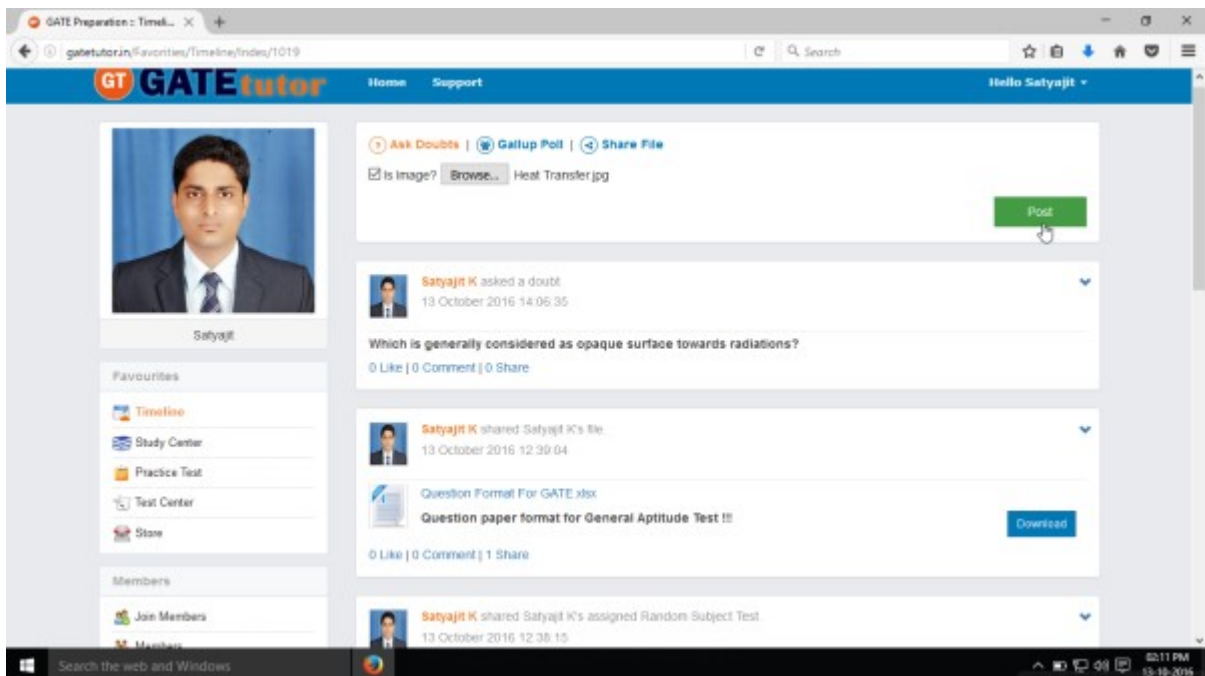 GATE Preparation :: Timeli...
gatetutor.in/Favorities/Timeline/Index/1019
Search
GT GATEtutor
Home Support Hello Satyajit
Ask Doubts | Gallup Poll | Share File
Is Image? Browse... Heat Transfer.jpg
Post
Satyajit
Satyajit K asked a doubt
13 October 2016 14:06:35
Which is generally considered as opaque surface towards radiations?
0 Like | 0 Comment | 0 Share
Favourites
Timeline
Study Center
Practice Test
Test Center
Store
Satyajit K shared Satyajit K's file.
13 October 2016 12:39:04
Question Format For GATE.xlsx
Question paper format for General Aptitude Test !!!
Download
0 Like | 0 Comment | 1 Share
Members
Join Members
Members
Satyajit K shared Satyajit K's assigned Random Subject Test
13 October 2016 12:38:15
Search the web and Windows
02:11 PM
13-10-2016